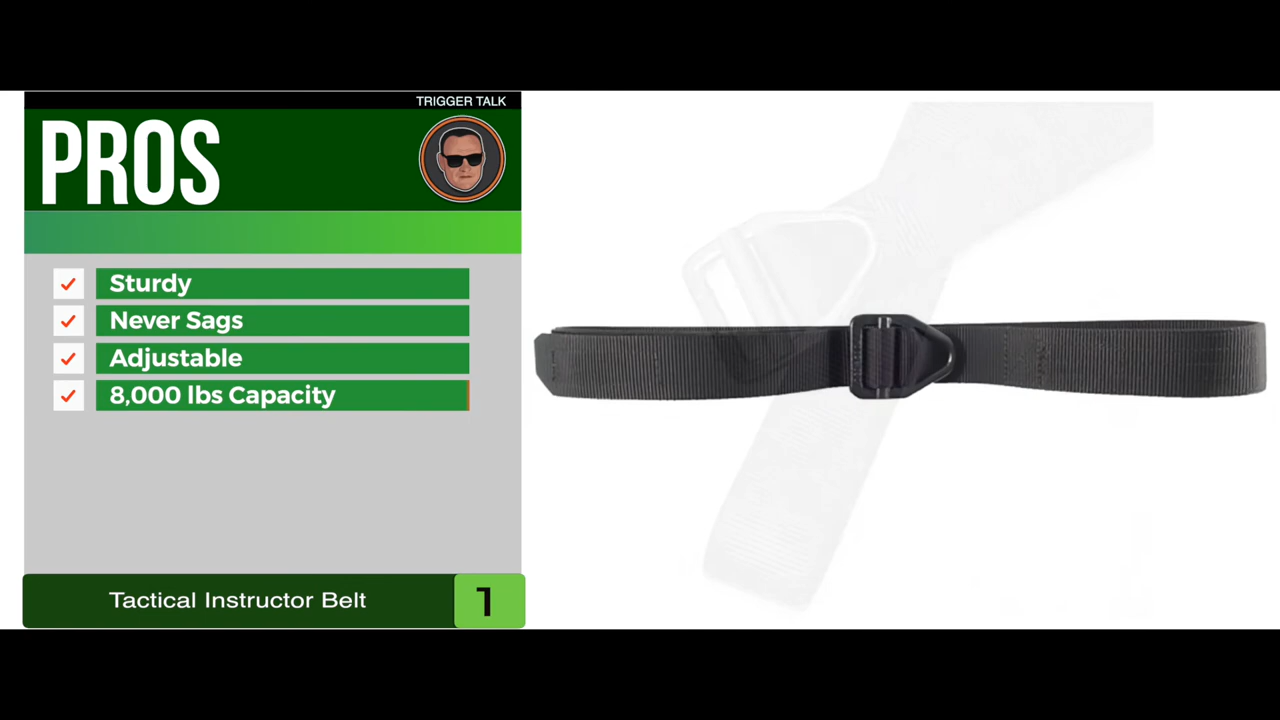 TRIGGER TALK
PROS
Sturdy
Never Sags
Adjustable
8,000 lbs Capacity
Tactical Instructor Belt
1